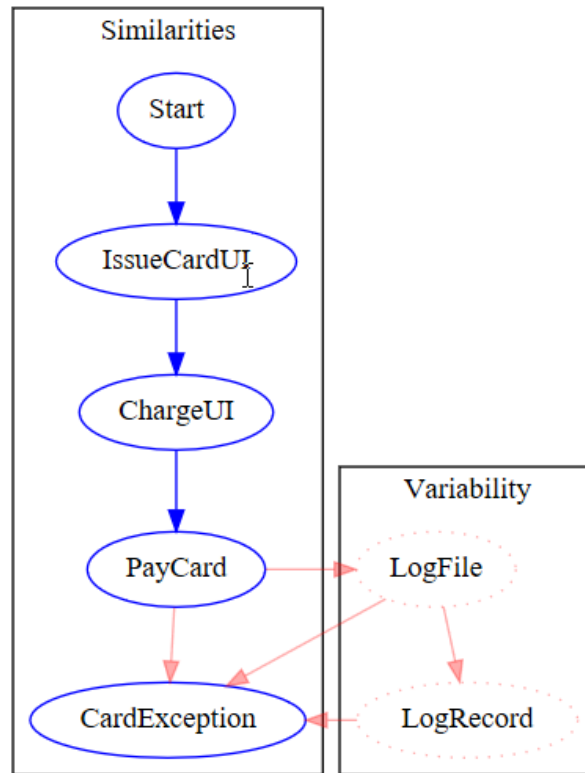 Similarities
Start
IssueCardUI
ChargeUI
Variability
PayCard
LogFile
CardException
LogRecord